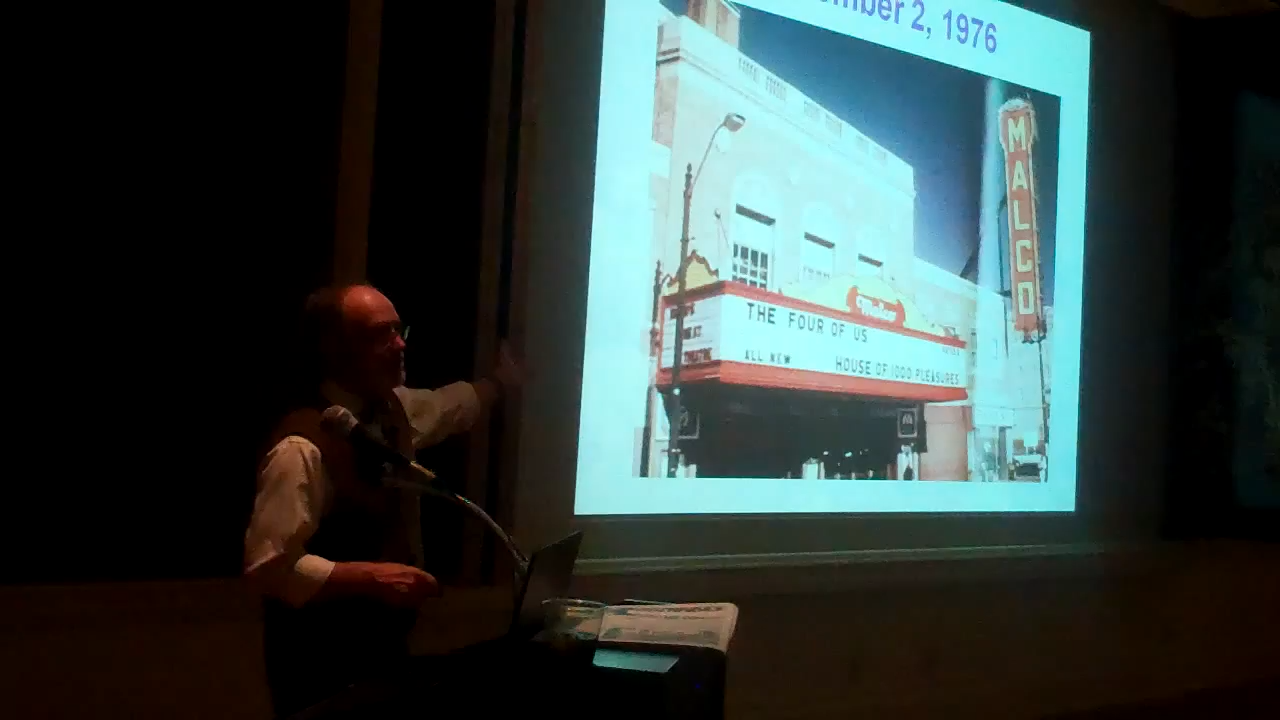 mber 2, 1976
MALCO
Malco
THE FOUR OF US
ALL NEW HOUSE OF 1000 PLEASURES